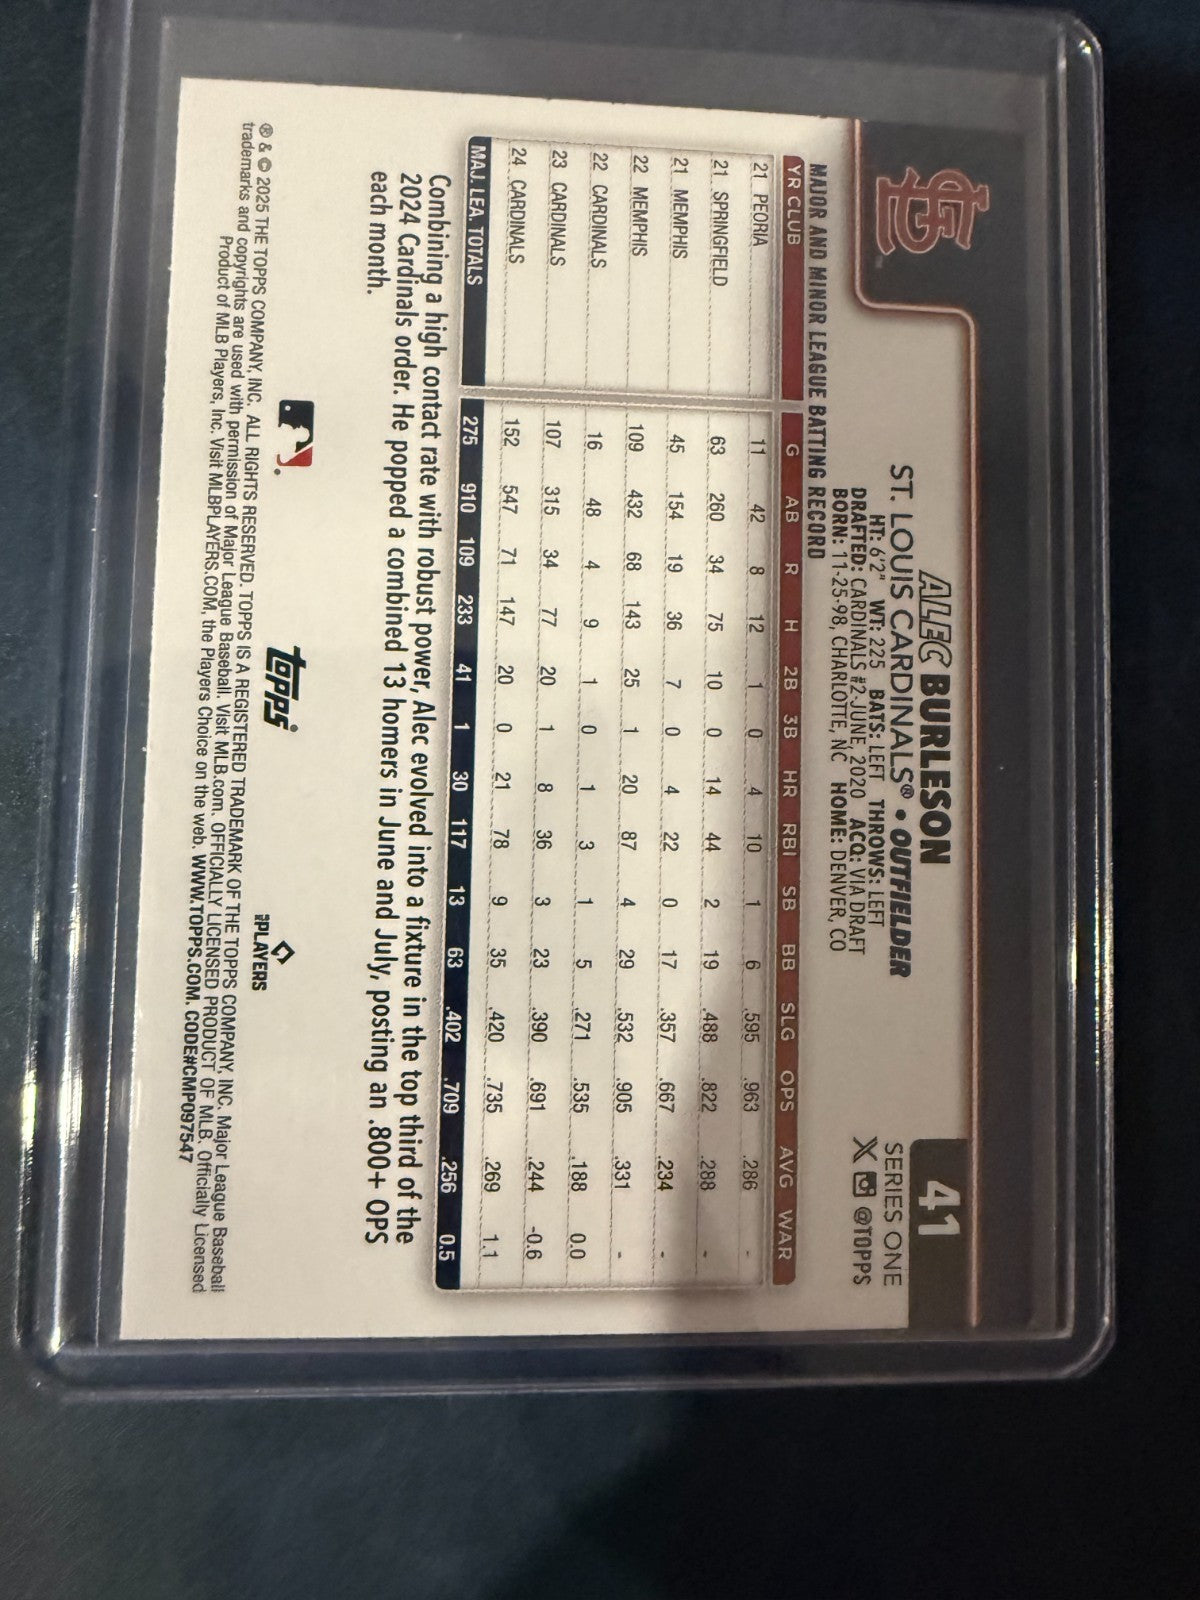 41
SERIES ONE
@TOPPS
ALEC BURLESON
ST. LOUIS CARDINALS® • OUTFIELDER
HT: 6'2" WT: 225 BATS: LEFT THROWS: LEFT
DRAFTED: CARDINALS #2-JUNE, 2020 ACQ: VIA DRAFT
BORN: 11-25-98, CHARLOTTE, NC HOME: DENVER, CO
MAJOR AND MINOR LEAGUE BATTING RECORD
YR CLUB G AB R H 2B 3B HR RBI SB BB SLG OPS AVG WAR
21 PEORIA 11 42 8 12 1 0 4 10 1 6 .595 .963 .286 -
21 SPRINGFIELD 63 260 34 75 10 0 14 44 2 19 .488 .822 .288 -
21 MEMPHIS 45 154 19 36 7 0 4 22 0 17 .357 .667 .234 -
22 MEMPHIS 109 432 68 143 25 1 20 87 4 29 .532 .905 .331 -
22 CARDINALS 16 48 4 9 1 0 1 3 1 5 .271 .535 .188 0.0
23 CARDINALS 107 315 34 77 20 1 8 36 3 23 .390 .691 .244 -0.6
24 CARDINALS 152 547 71 147 20 0 21 78 9 35 .420 .735 .269 1.1
MAJ. LEA. TOTALS 275 910 109 233 41 1 30 117 13 63 .402 .709 .256 0.5
Combining a high contact rate with robust power, Alec evolved into a fixture in the top third of the
2024 Cardinals order. He popped a combined 13 homers in June and July, posting an .800+ OPS
each month.
topps®
MLB PLAYERS
® & © 2025 THE TOPPS COMPANY, INC. ALL RIGHTS RESERVED. TOPPS IS A REGISTERED TRADEMARK OF THE TOPPS COMPANY, INC. Major League Baseball
trademarks and copyrights are used with permission of Major League Baseball. Visit MLB.com. OFFICIALLY LICENSED PRODUCT OF MLB. Officially Licensed
Product of MLB Players, Inc. Visit MLBPLAYERS.COM, the Players Choice on the web. WWW.TOPPS.COM. CODE#CMP097547